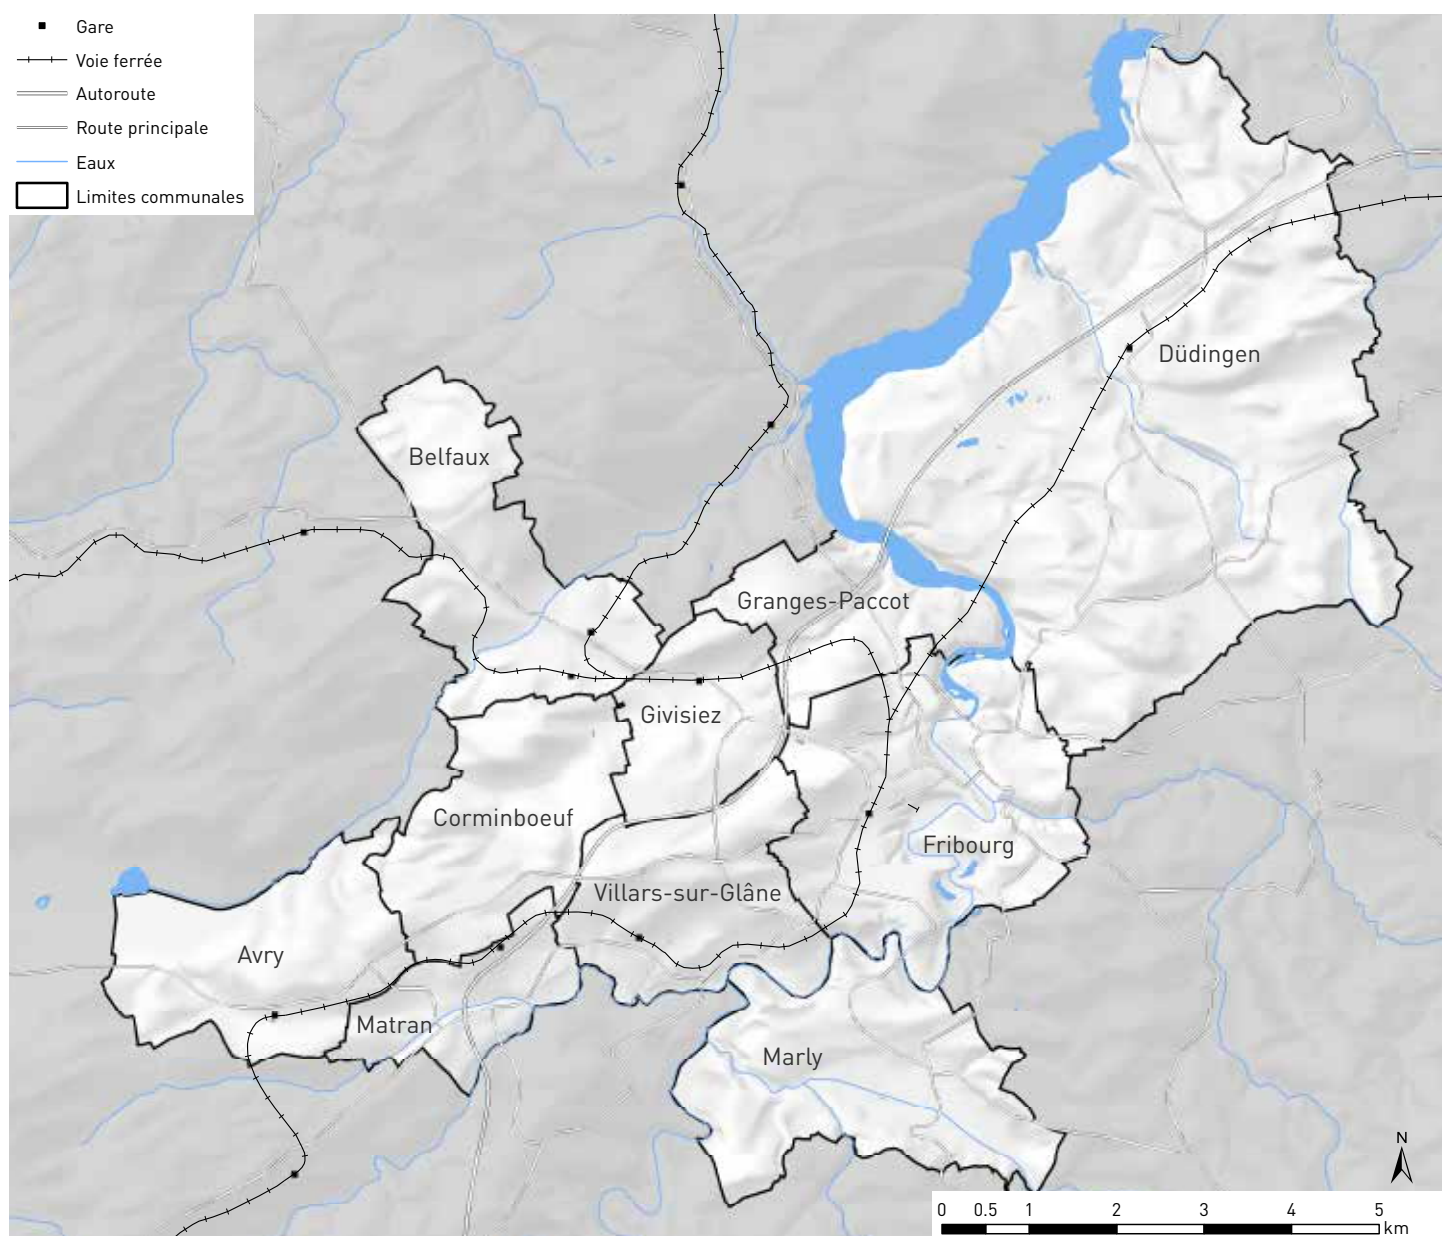 Gare
Voie ferrée
Autoroute
Route principale
Eaux
Limites communales
Düdingen
Belfaux
Granges-Paccot
Givisiez
Corminboeuf
Fribourg
Villars-sur-Glâne
Avry
Matran
Marly
N
0 0.5 1 2 3 4 5
km